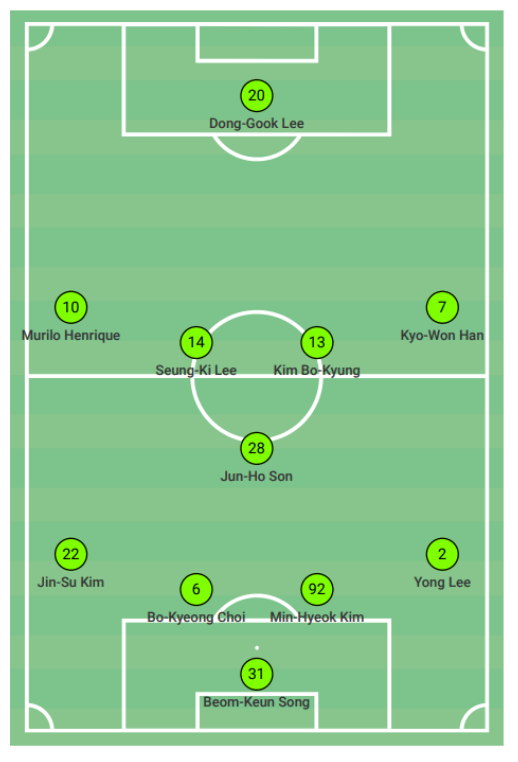 20
Dong-Gook Lee
10
7
Murilo Henrique
Kyo-Won Han
14
13
Seung-Ki Lee
Kim Bo-Kyung
28
Jun-Ho Son
22
2
Jin-Su Kim
Yong Lee
6
92
Bo-Kyeong Choi
Min-Hyeok Kim
31
Beom-Keun Song